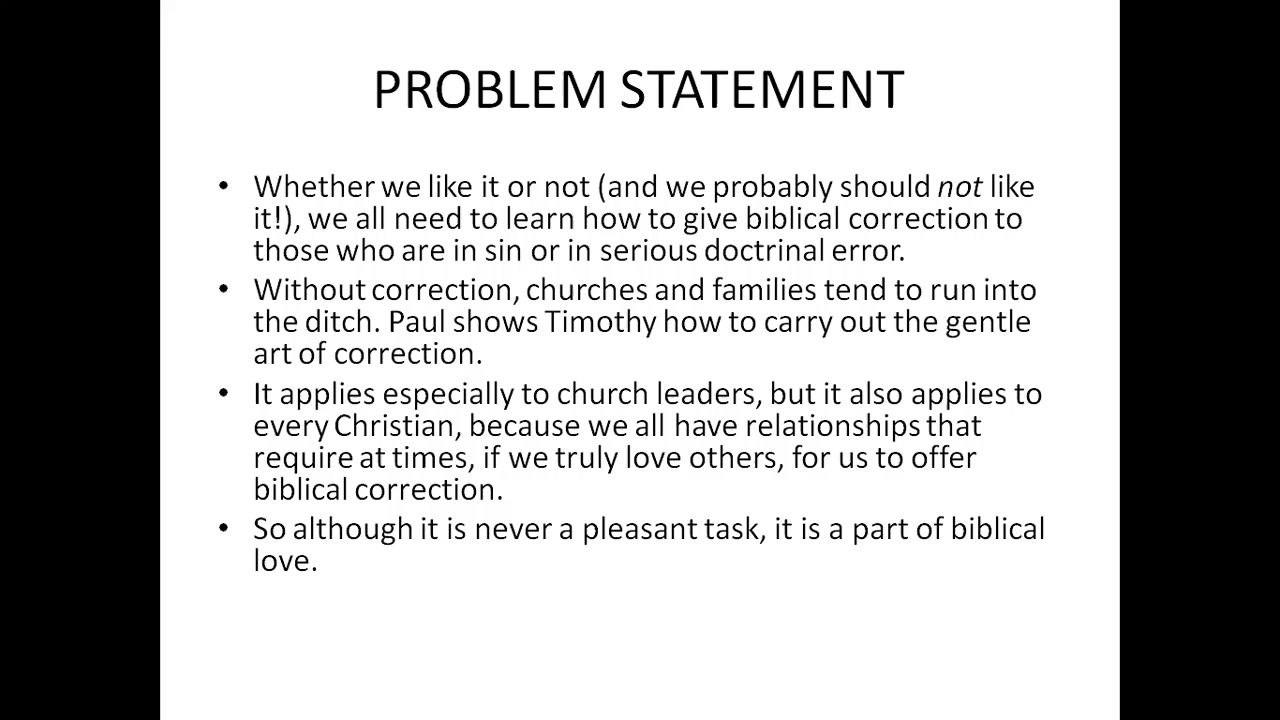 PROBLEM STATEMENT
• Whether we like it or not (and we probably should not like
it!), we all need to learn how to give biblical correction to
those who are in sin or in serious doctrinal error.
• Without correction, churches and families tend to run into
the ditch. Paul shows Timothy how to carry out the gentle
art of correction.
• It applies especially to church leaders, but it also applies to
every Christian, because we all have relationships that
require at times, if we truly love others, for us to offer
biblical correction.
• So although it is never a pleasant task, it is a part of biblical
love.